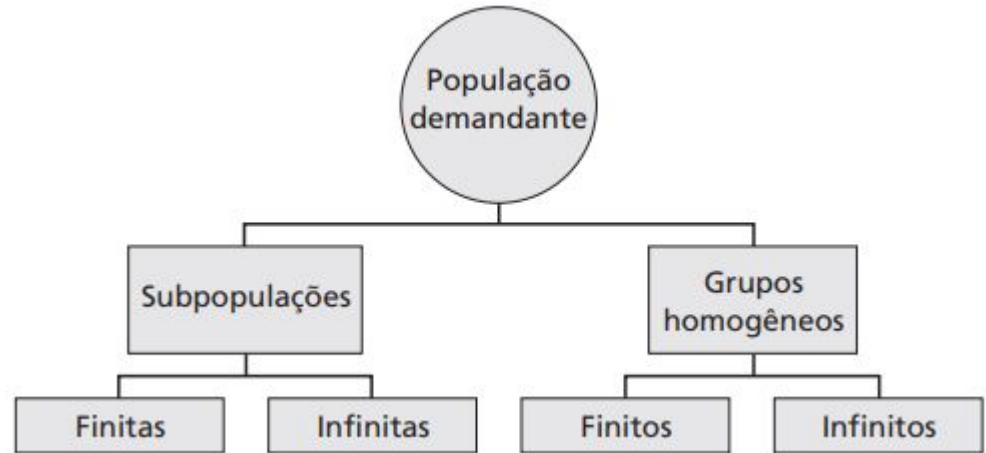 População
demandante
Subpopulações
Grupos
homogêneos
Finitas
Infinitas
Finitos
Infinitos